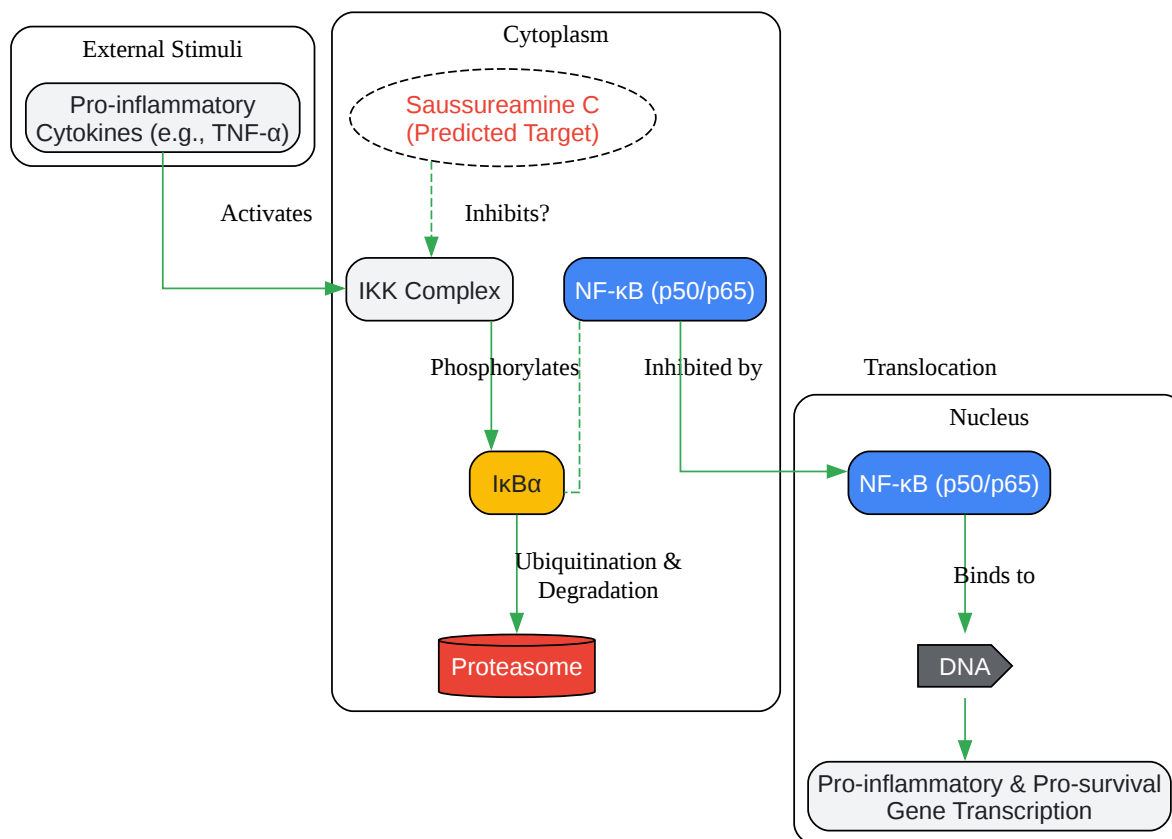 External Stimuli
Pro-inflammatory
Cytokines (e.g., TNF-α)
Activates
Cytoplasm
Saussureamine C
(Predicted Target)
Inhibits?
IKK Complex
NF-κB (p50/p65)
Phosphorylates
Inhibited by
IκBα
Ubiquitination &
Degradation
Proteasome
Translocation
Nucleus
NF-κB (p50/p65)
Binds to
DNA
Pro-inflammatory & Pro-survival
Gene Transcription